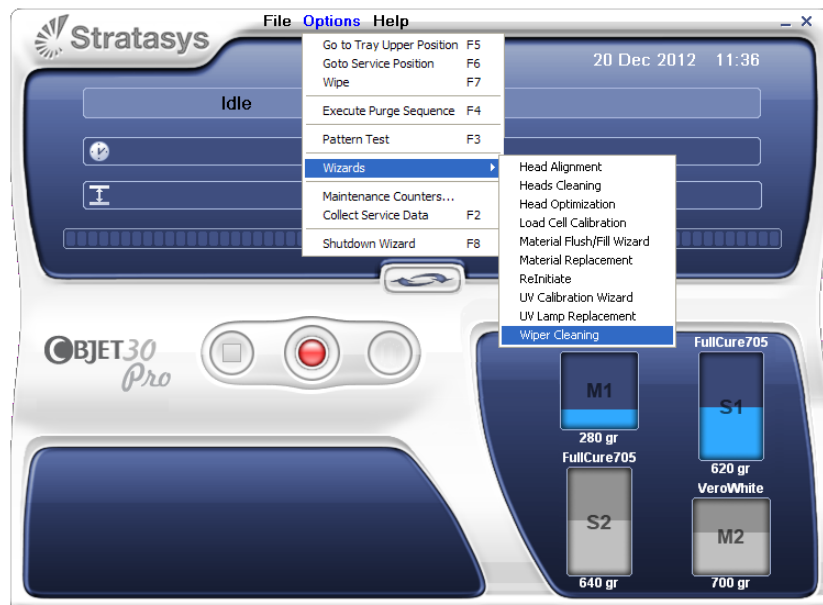 Stratasys
File Options Help
20 Dec 2012 11:36
Idle
Go to Tray Upper Position F5
Goto Service Position F6
Wipe F7
Execute Purge Sequence F4
Pattern Test F3
Wizards
Maintenance Counters...
Collect Service Data F2
Shutdown Wizard F8
Head Alignment
Heads Cleaning
Head Optimization
Load Cell Calibration
Material Flush/Fill Wizard
Material Replacement
ReInitiate
UV Calibration Wizard
UV Lamp Replacement
Wiper Cleaning
OBJET30
Pro
M1
280 gr
FullCure705
S1
620 gr
FullCure705
S2
640 gr
VeroWhite
M2
700 gr